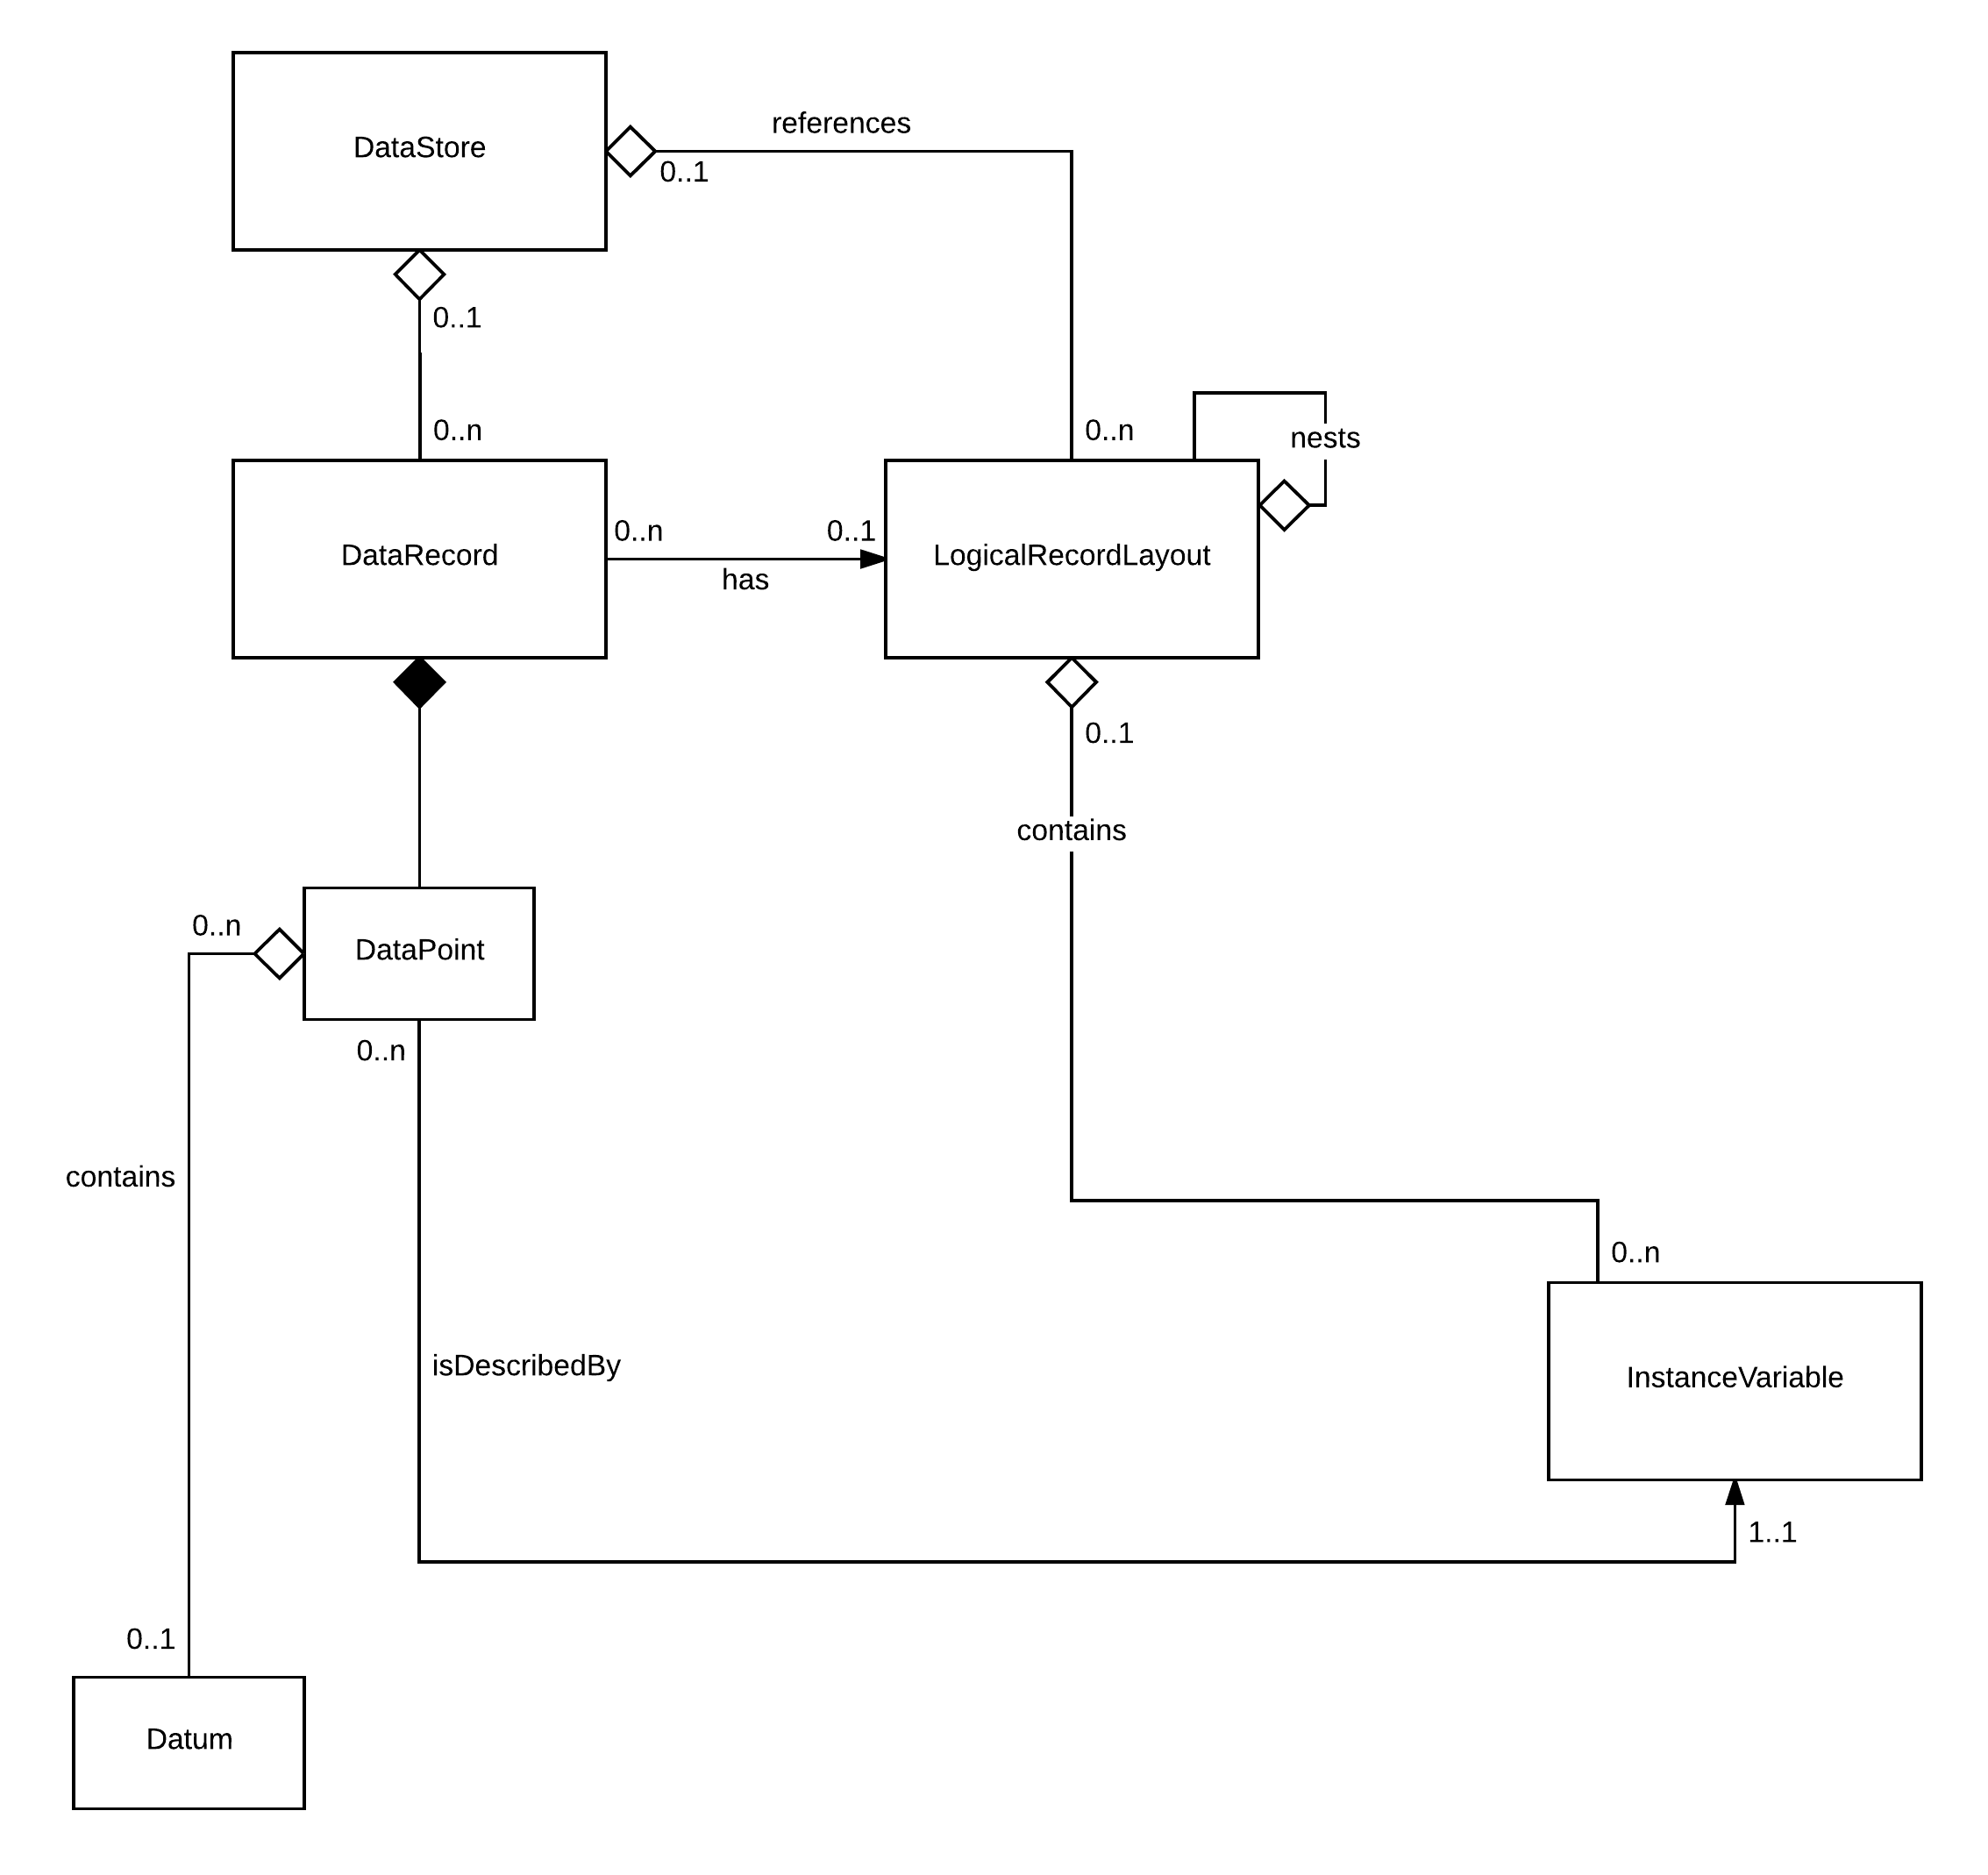 DataStore
references
0..1
0..1
0..n
0..n
nests
DataRecord
0..n
0..1
has
LogicalRecordLayout
0..1
contains
0..n
DataPoint
0..n
contains
isDescribedBy
0..n
InstanceVariable
1..1
0..1
Datum